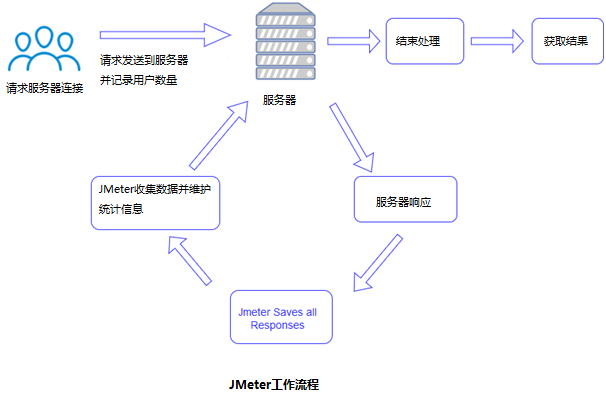 请求服务器连接
请求发送到服务器
并记录用户数量
服务器
结束处理
获取结果
JMeter收集数据并维护
统计信息
服务器响应
Jmeter Saves all
Responses
JMeter工作流程